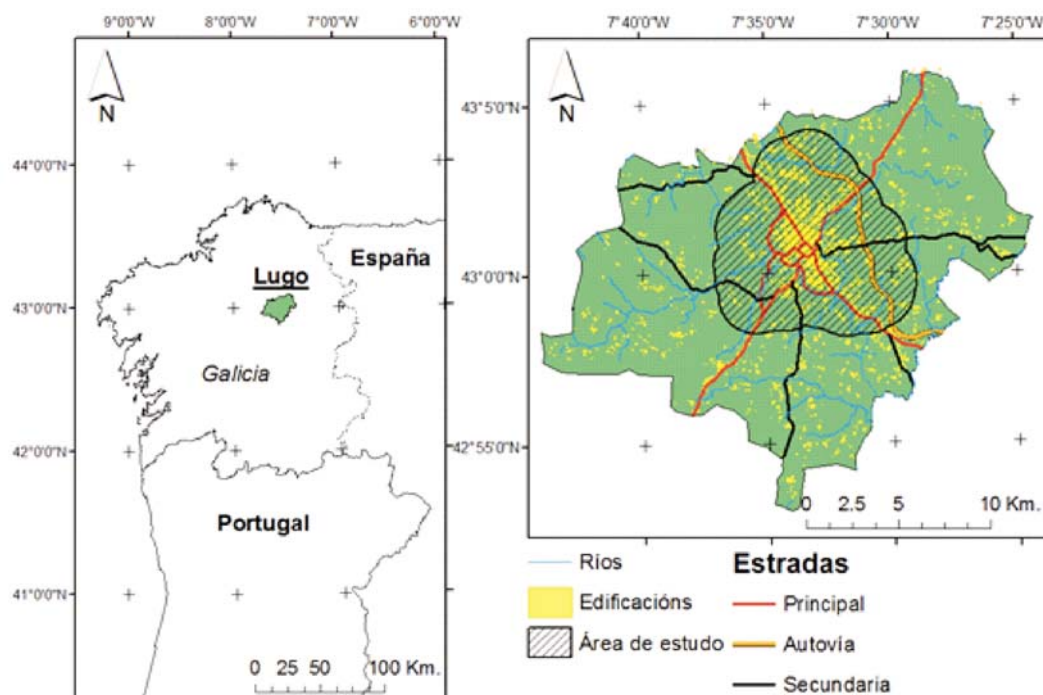 9°0'0"W 8°0'0"W 7°0'0"W 6°0'0"W
N
44°0'0"N
43°0'0"N
42°0'0"N
41°0'0"N
España
Lugo
Galicia
Portugal
0 25 50 100 Km.
7°40'0"W 7°35'0"W 7°30'0"W 7°25'0"W
N
43°5'0"N
43°0'0"N
42°55'0"N
0 2.5 5 10 Km.
Ríos
Edificacións
Área de estudo
Estradas
Principal
Autovía
Secundaria